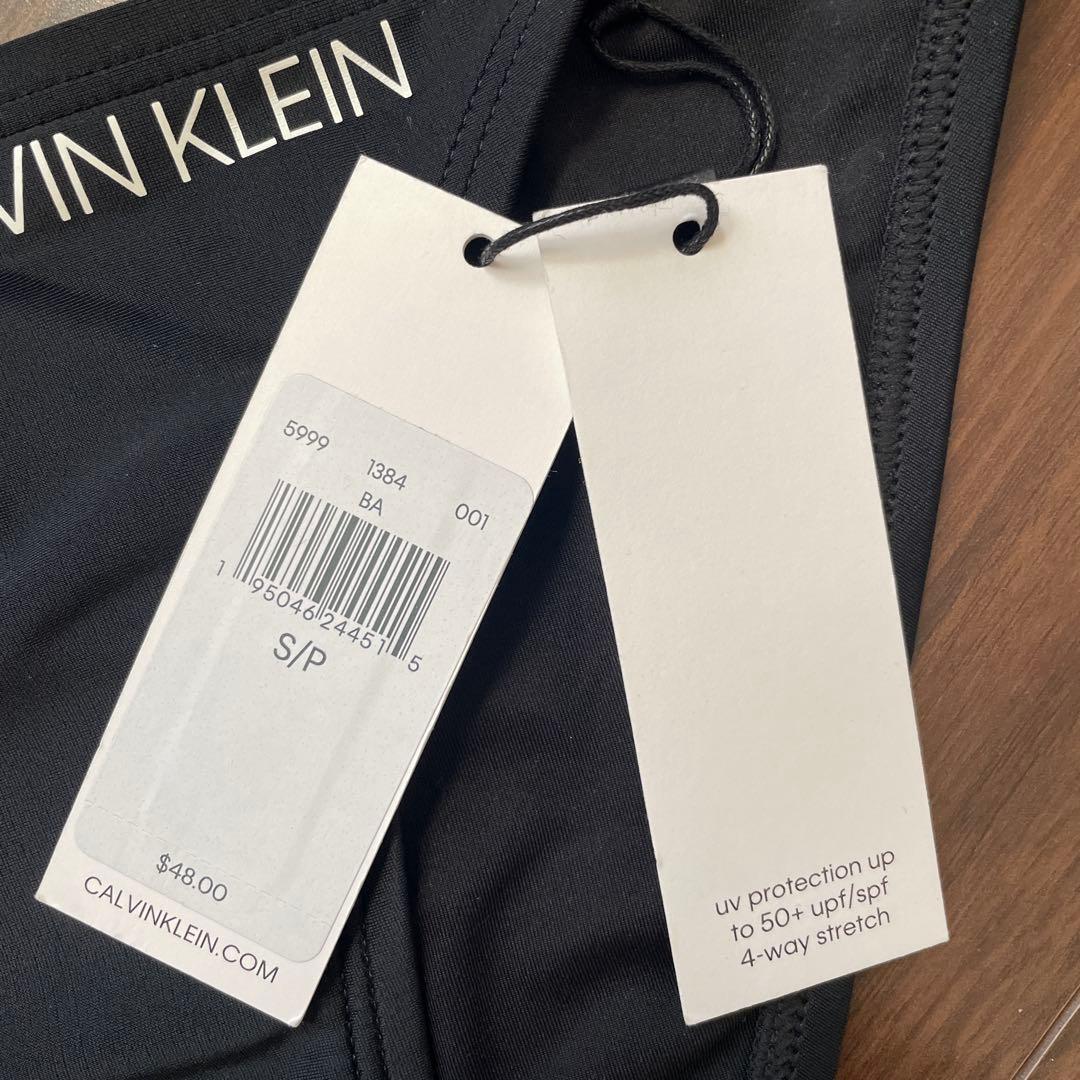 VIN KLEIN
5999
1384
BA
001
1 95046 24451 5
S/P
$48.00
CALVINKLEIN.COM
uv protection up
to 50+ upf/spf
4-way stretch